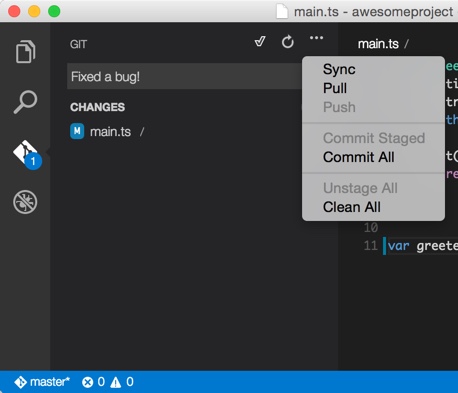 main.ts - awesomeproject
GIT
main.ts /
Fixed a bug!
Sync
Pull
Push
CHANGES
M main.ts /
Commit Staged
Commit All
1
Unstage All
Clean All
10
11 var greete
master* 0 0